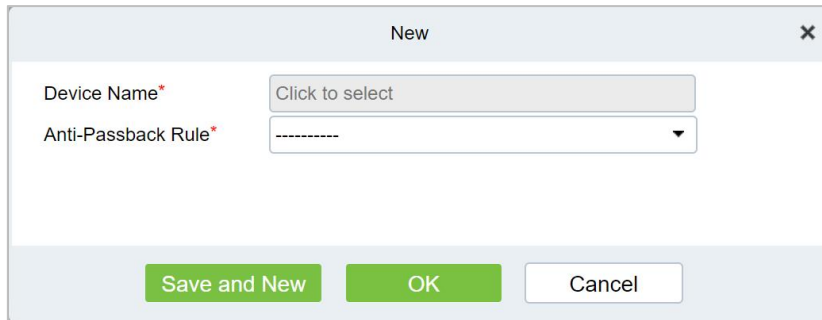 New
Device Name*
Click to select
Anti-Passback Rule*
----------
Save and New
OK
Cancel